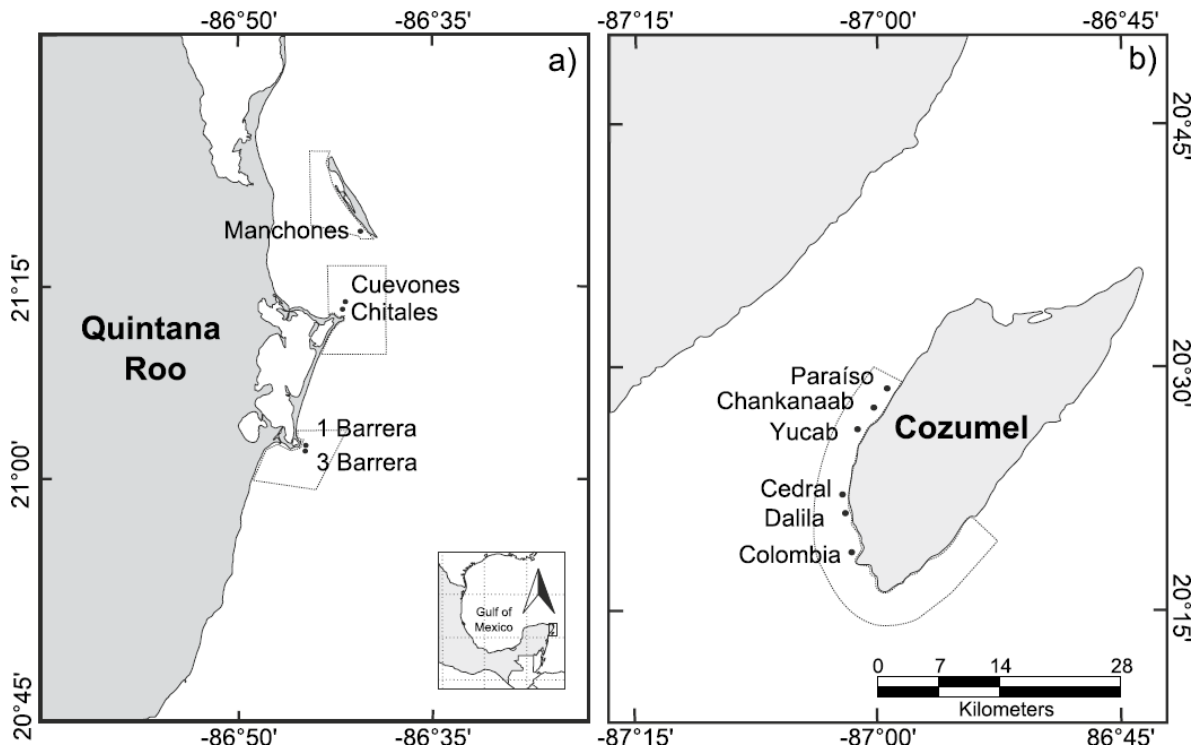 -86°50'
-86°35'
a)
Manchones
Cuevones
Chitales
21°15'
Quintana
Roo
1 Barrera
3 Barrera
21°00'
Gulf of
Mexico
20°45'
-86°50'
-86°35'
-87°15'
-87°00'
-86°45'
b)
20°45'
Paraíso
20°30'
Chankanaab
Yucab
Cozumel
Cedral
Dalila
Colombia
20°15'
0 7 14 28
Kilometers
-87°15'
-87°00'
-86°45'